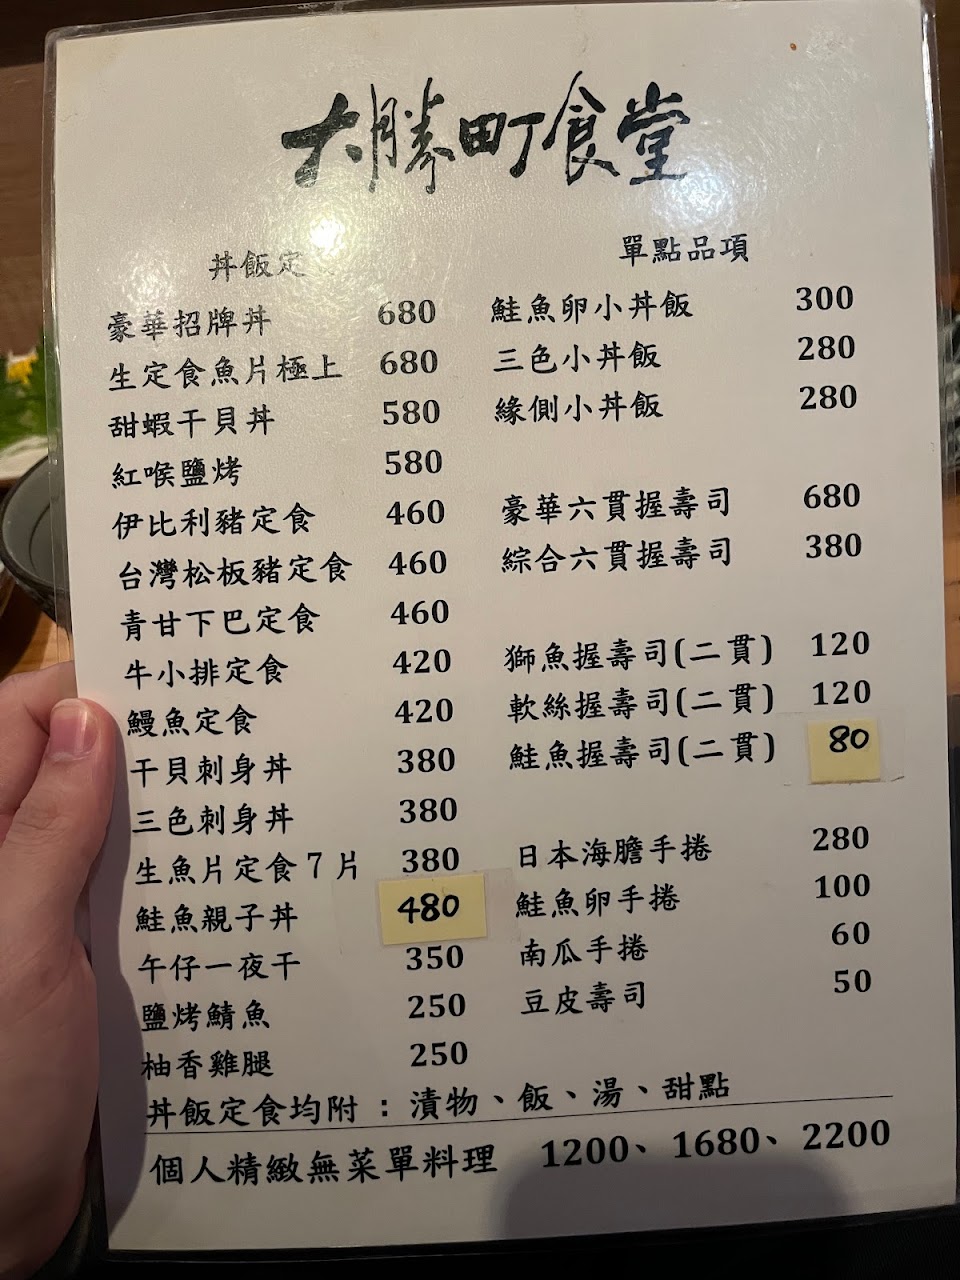 大勝町食堂
丼飯定
豪華招牌丼 680
生定食魚片極上 680
甜蝦干貝丼 580
紅喉鹽烤 580
伊比利豬定食 460
台灣松板豬定食 460
青甘下巴定食 460
牛小排定食 420
鰻魚定食 420
干貝刺身丼 380
三色刺身丼 380
生魚片定食7片 380
鮭魚親子丼 480
午仔一夜干 350
鹽烤鯖魚 250
柚香雞腿 250
單點品項
鮭魚卵小丼飯 300
三色小丼飯 280
緣側小丼飯 280
豪華六貫握壽司 680
綜合六貫握壽司 380
獅魚握壽司(二貫) 120
軟絲握壽司(二貫) 120
鮭魚握壽司(二貫) 80
日本海膽手捲 280
鮭魚卵手捲 100
南瓜手捲 60
豆皮壽司 50
丼飯定食均附：漬物、飯、湯、甜點
個人精緻無菜單料理 1200、1680、2200